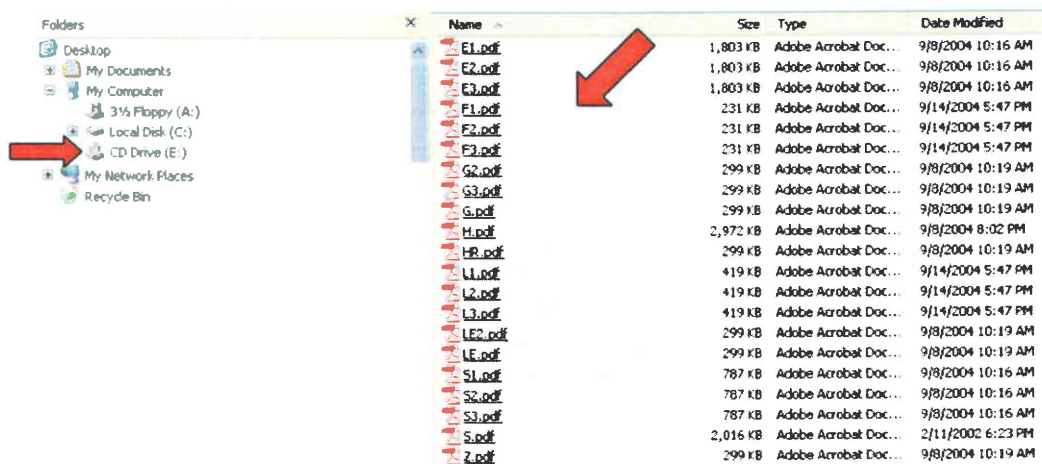 Folders
Desktop
My Documents
My Computer
3½ Floppy (A:)
Local Disk (C:)
CD Drive (E:)
My Network Places
Recycle Bin
Name Size Type Date Modified
E1.pdf 1,803 KB Adobe Acrobat Doc... 9/8/2004 10:16 AM
E2.pdf 1,803 KB Adobe Acrobat Doc... 9/8/2004 10:16 AM
E3.pdf 1,803 KB Adobe Acrobat Doc... 9/8/2004 10:16 AM
F1.pdf 231 KB Adobe Acrobat Doc... 9/14/2004 5:47 PM
F2.pdf 231 KB Adobe Acrobat Doc... 9/14/2004 5:47 PM
F3.pdf 231 KB Adobe Acrobat Doc... 9/14/2004 5:47 PM
G2.pdf 299 KB Adobe Acrobat Doc... 9/8/2004 10:19 AM
G3.pdf 299 KB Adobe Acrobat Doc... 9/8/2004 10:19 AM
G.pdf 299 KB Adobe Acrobat Doc... 9/8/2004 10:19 AM
H.pdf 2,972 KB Adobe Acrobat Doc... 9/8/2004 8:02 PM
HR.pdf 299 KB Adobe Acrobat Doc... 9/8/2004 10:19 AM
L1.pdf 419 KB Adobe Acrobat Doc... 9/14/2004 5:47 PM
L2.pdf 419 KB Adobe Acrobat Doc... 9/14/2004 5:47 PM
L3.pdf 419 KB Adobe Acrobat Doc... 9/14/2004 5:47 PM
LE2.pdf 299 KB Adobe Acrobat Doc... 9/8/2004 10:19 AM
LE.pdf 299 KB Adobe Acrobat Doc... 9/8/2004 10:19 AM
S1.pdf 787 KB Adobe Acrobat Doc... 9/8/2004 10:16 AM
S2.pdf 787 KB Adobe Acrobat Doc... 9/8/2004 10:16 AM
S3.pdf 787 KB Adobe Acrobat Doc... 9/8/2004 10:16 AM
S.pdf 2,016 KB Adobe Acrobat Doc... 2/11/2002 6:23 PM
Z.pdf 299 KB Adobe Acrobat Doc... 9/8/2004 10:19 AM